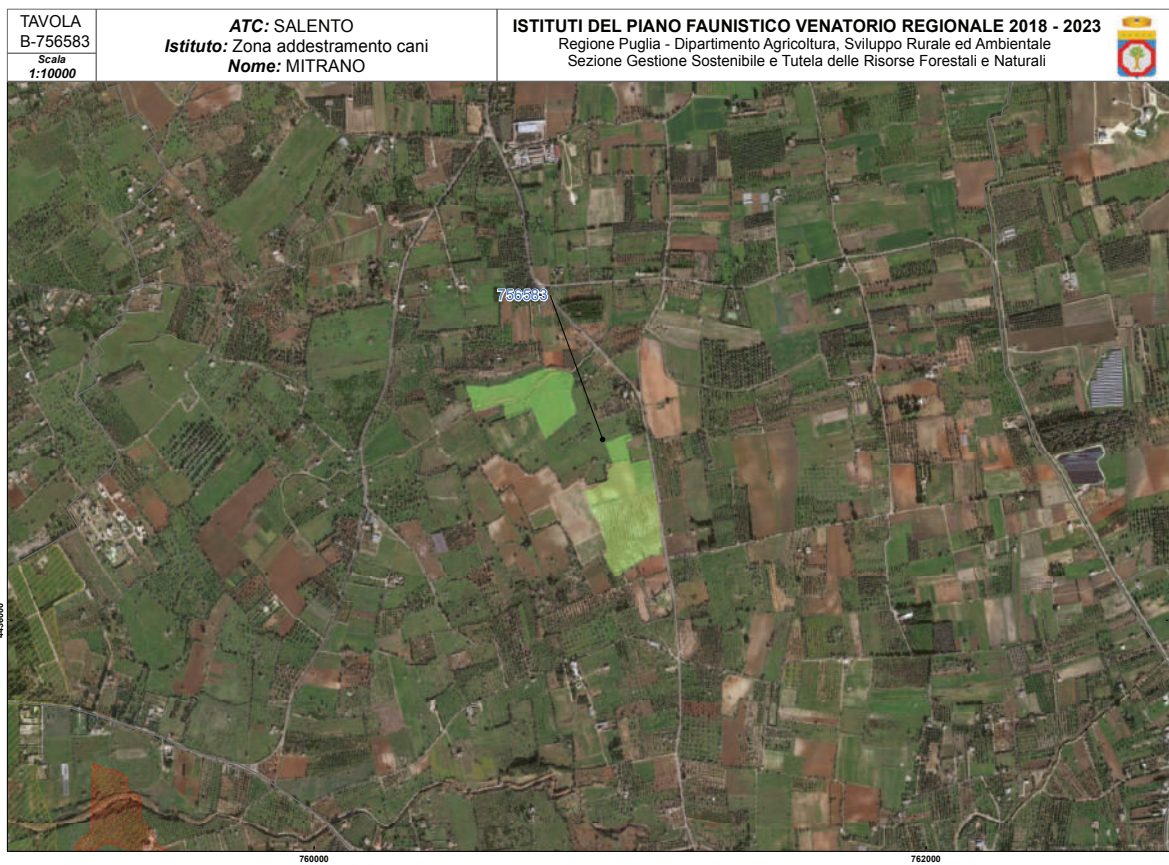 TAVOLA
B-756583
Scala
1:10000
ATC: SALENTO
Istituto: Zona addestramento cani
Nome: MITRANO
ISTITUTI DEL PIANO FAUNISTICO VENATORIO REGIONALE 2018 - 2023
Regione Puglia - Dipartimento Agricoltura, Sviluppo Rurale ed Ambientale
Sezione Gestione Sostenibile e Tutela delle Risorse Forestali e Naturali
756583
760000
762000